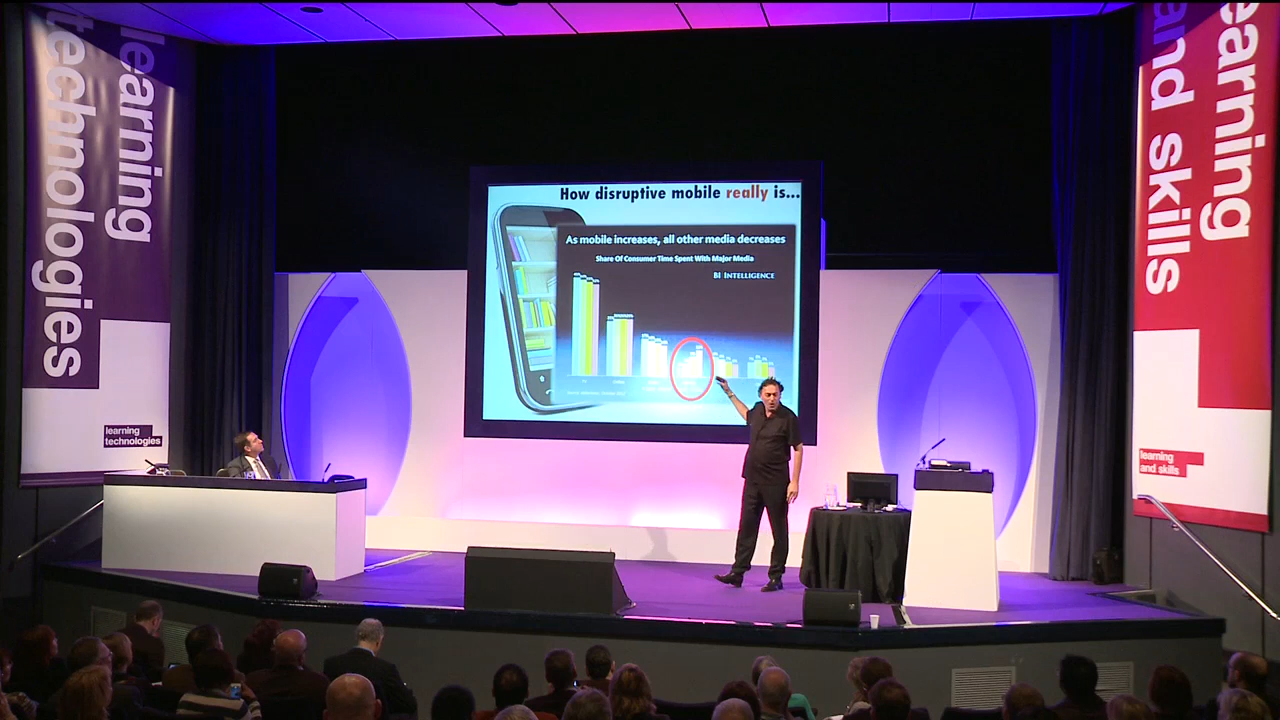 learning
technologies
learning
technologies
How disruptive mobile really is...
As mobile increases, all other media decreases
Share Of Consumer Time Spent With Major Media
BI INTELLIGENCE
learning
and skills
learning
and skills